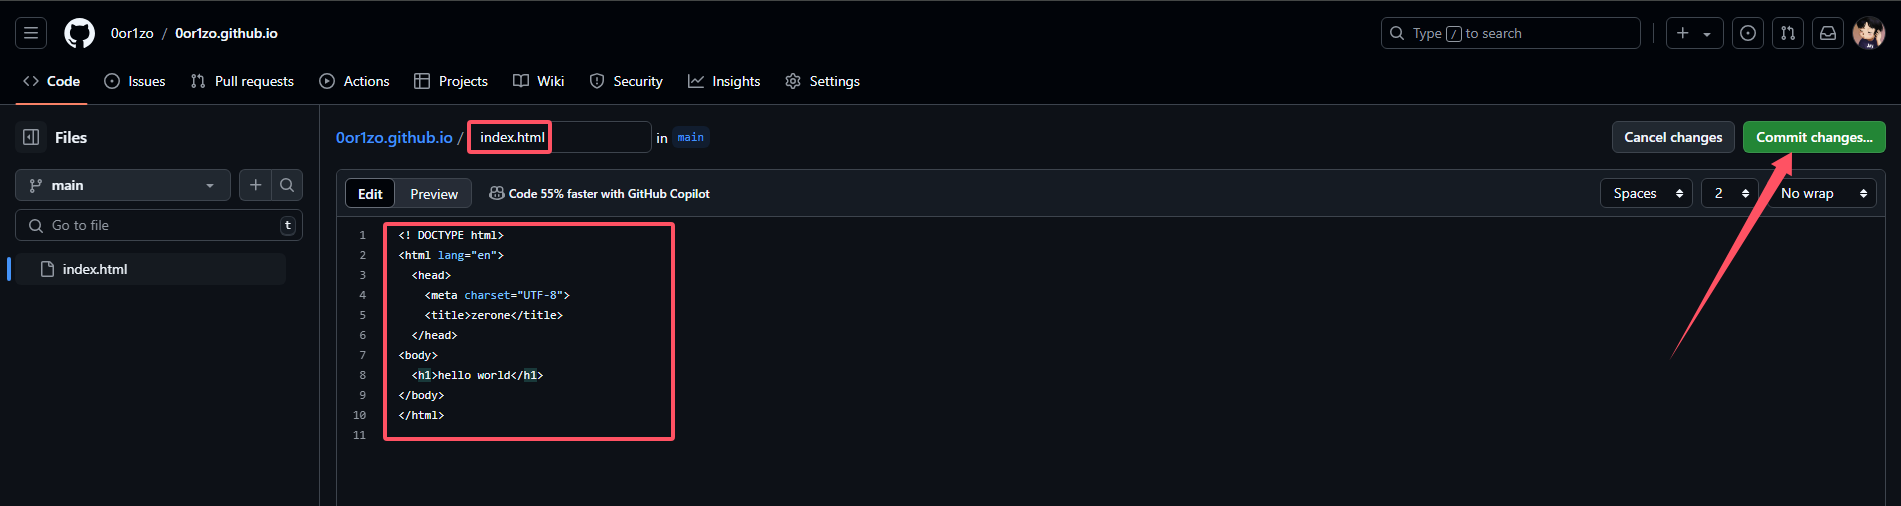 0or1zo / 0or1zo.github.io
Type / to search
Code Issues Pull requests Actions Projects Wiki Security Insights Settings
Files
main
Go to file t
index.html
0or1zo.github.io / index.html in main
Cancel changes Commit changes...
Edit Preview Code 55% faster with GitHub Copilot
Spaces 2 No wrap
1 <! DOCTYPE html>
2 <html lang="en">
3 <head>
4 <meta charset="UTF-8">
5 <title>zerone</title>
6 </head>
7 <body>
8 <h1>hello world</h1>
9 </body>
10 </html>
11